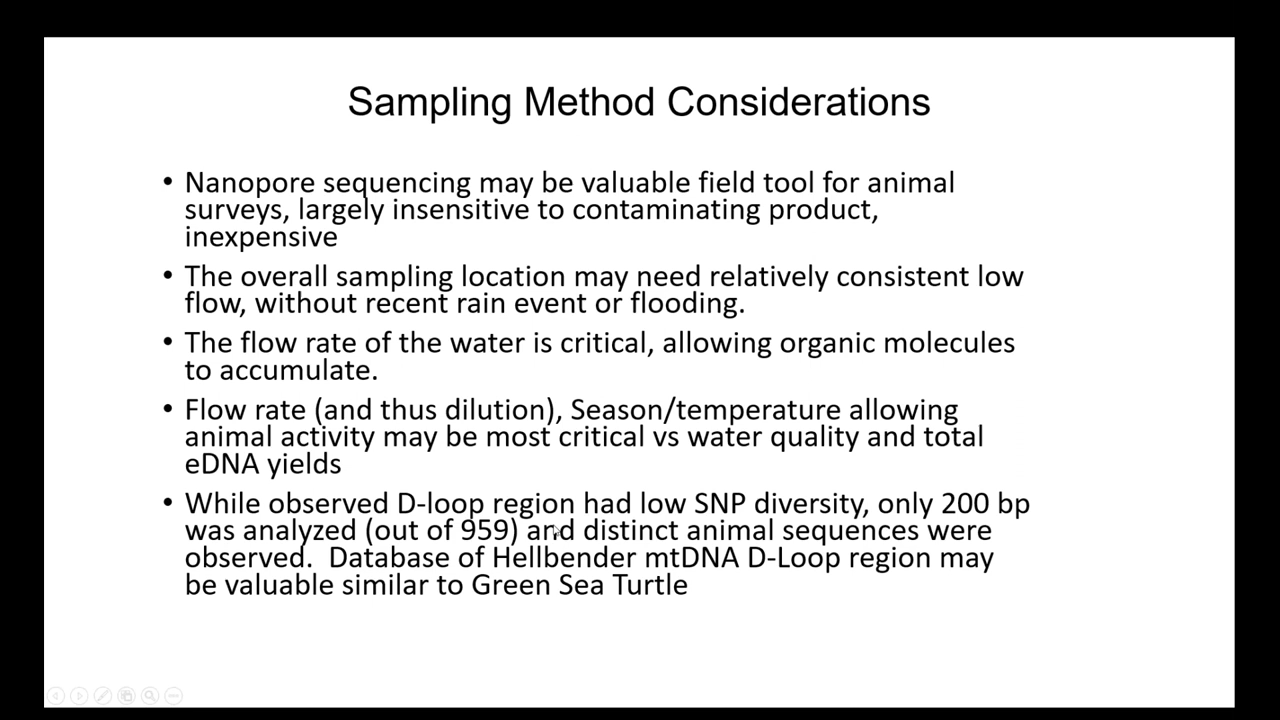 Sampling Method Considerations
• Nanopore sequencing may be valuable field tool for animal
surveys, largely insensitive to contaminating product,
inexpensive
• The overall sampling location may need relatively consistent low
flow, without recent rain event or flooding.
• The flow rate of the water is critical, allowing organic molecules
to accumulate.
• Flow rate (and thus dilution), Season/temperature allowing
animal activity may be most critical vs water quality and total
eDNA yields
• While observed D-loop region had low SNP diversity, only 200 bp
was analyzed (out of 959) and distinct animal sequences were
observed.  Database of Hellbender mtDNA D-Loop region may
be valuable similar to Green Sea Turtle